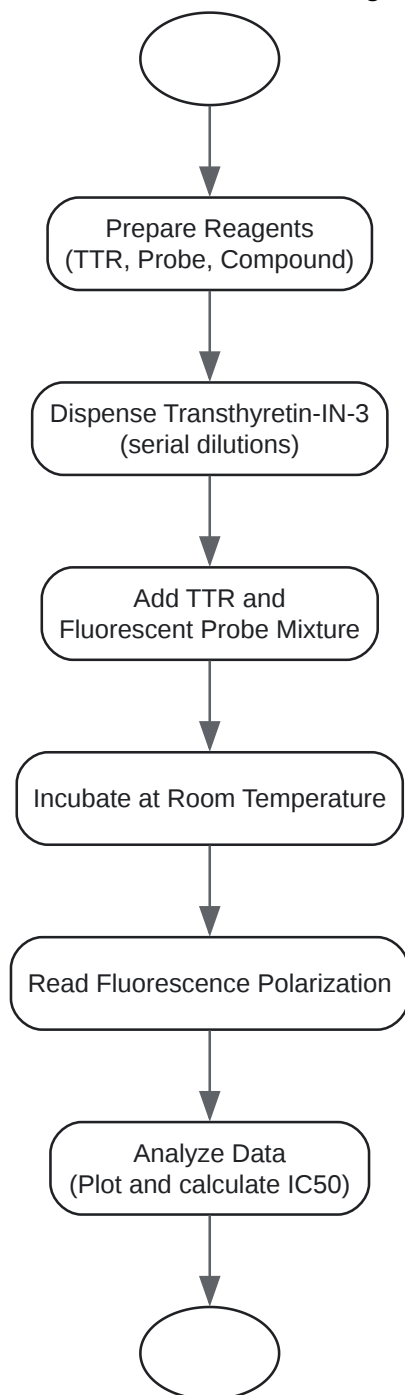 Prepare Reagents
(TTR, Probe, Compound)
Dispense Transthyretin-IN-3
(serial dilutions)
Add TTR and
Fluorescent Probe Mixture
Incubate at Room Temperature
Read Fluorescence Polarization
Analyze Data
(Plot and calculate IC50)